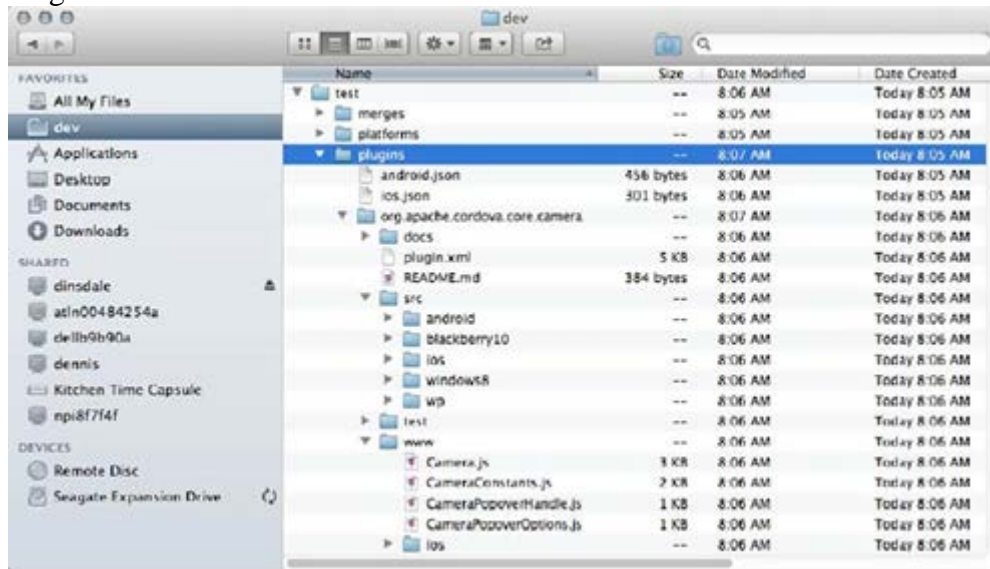 dev
Name Size Date Modified Date Created
FAVORITES
All My Files
dev
Applications
Desktop
Documents
Downloads
SHARED
dinsdale
atln00484254a
dellb9b90a
dennis
Kitchen Time Capsule
npi8f7f4f
DEVICES
Remote Disc
Seagate Expansion Drive
test -- 8:06 AM Today 8:05 AM
merges -- 8:05 AM Today 8:05 AM
platforms -- 8:05 AM Today 8:05 AM
plugins -- 8:07 AM Today 8:05 AM
android.json 456 bytes 8:06 AM Today 8:05 AM
ios.json 301 bytes 8:06 AM Today 8:05 AM
org.apache.cordova.core.camera -- 8:07 AM Today 8:06 AM
docs -- 8:06 AM Today 8:06 AM
plugin.xml 5 KB 8:06 AM Today 8:06 AM
README.md 384 bytes 8:06 AM Today 8:06 AM
src -- 8:06 AM Today 8:06 AM
android -- 8:06 AM Today 8:06 AM
blackberry10 -- 8:06 AM Today 8:06 AM
ios -- 8:06 AM Today 8:06 AM
windows8 -- 8:06 AM Today 8:06 AM
wp -- 8:06 AM Today 8:06 AM
test -- 8:06 AM Today 8:06 AM
www -- 8:06 AM Today 8:06 AM
Camera.js 3 KB 8:06 AM Today 8:06 AM
CameraConstants.js 2 KB 8:06 AM Today 8:06 AM
CameraPopoverHandle.js 1 KB 8:06 AM Today 8:06 AM
CameraPopoverOptions.js 1 KB 8:06 AM Today 8:06 AM
ios -- 8:06 AM Today 8:06 AM